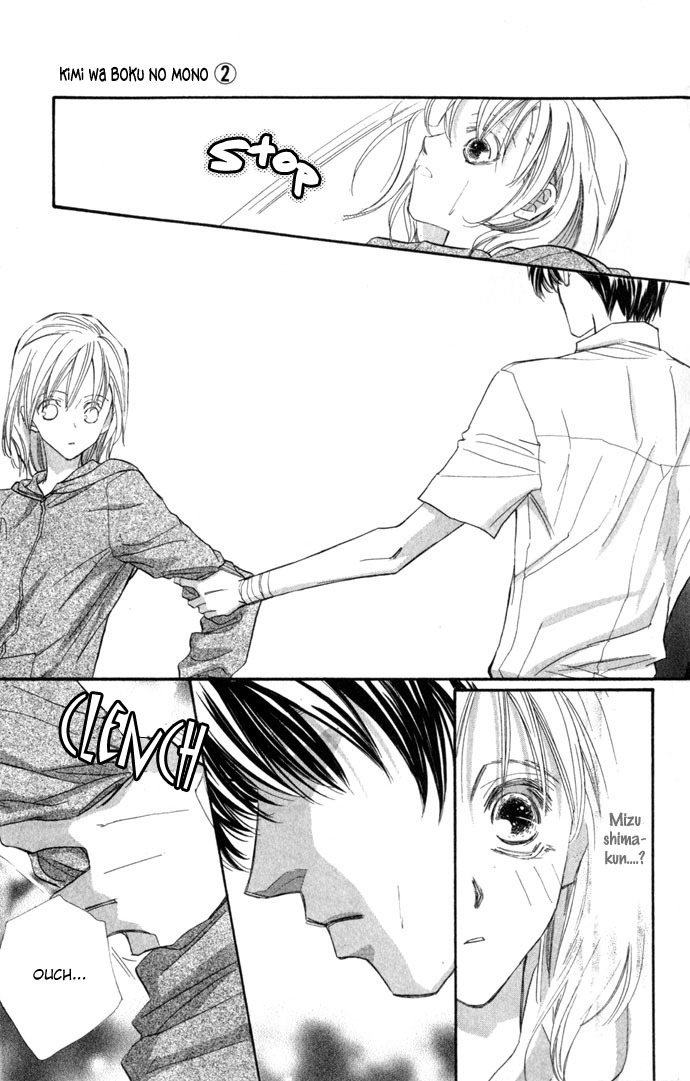 Kimi wa Boku no Mono ②
Stop
CLENCH
Mizu
shima-
kun....?
OUCH...